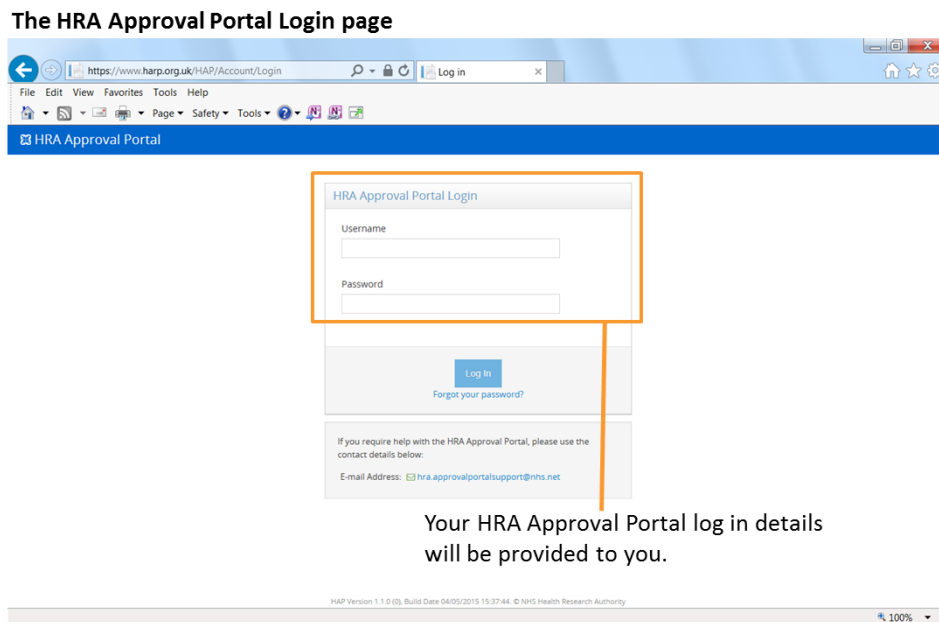 The HRA Approval Portal Login page
https://www.harp.org.uk/HAP/Account/Login
Log in
File Edit View Favorites Tools Help
Page Safety Tools
HRA Approval Portal
HRA Approval Portal Login
Username
Password
Log In
Forgot your password?
If you require help with the HRA Approval Portal, please use the
contact details below:
E-mail Address: hra.approvalportalsupport@nhs.net
Your HRA Approval Portal log in details
will be provided to you.
HAP Version 1.1.0 (0), Build Date 04/05/2015 15:37:44. © NHS Health Research Authority
100%